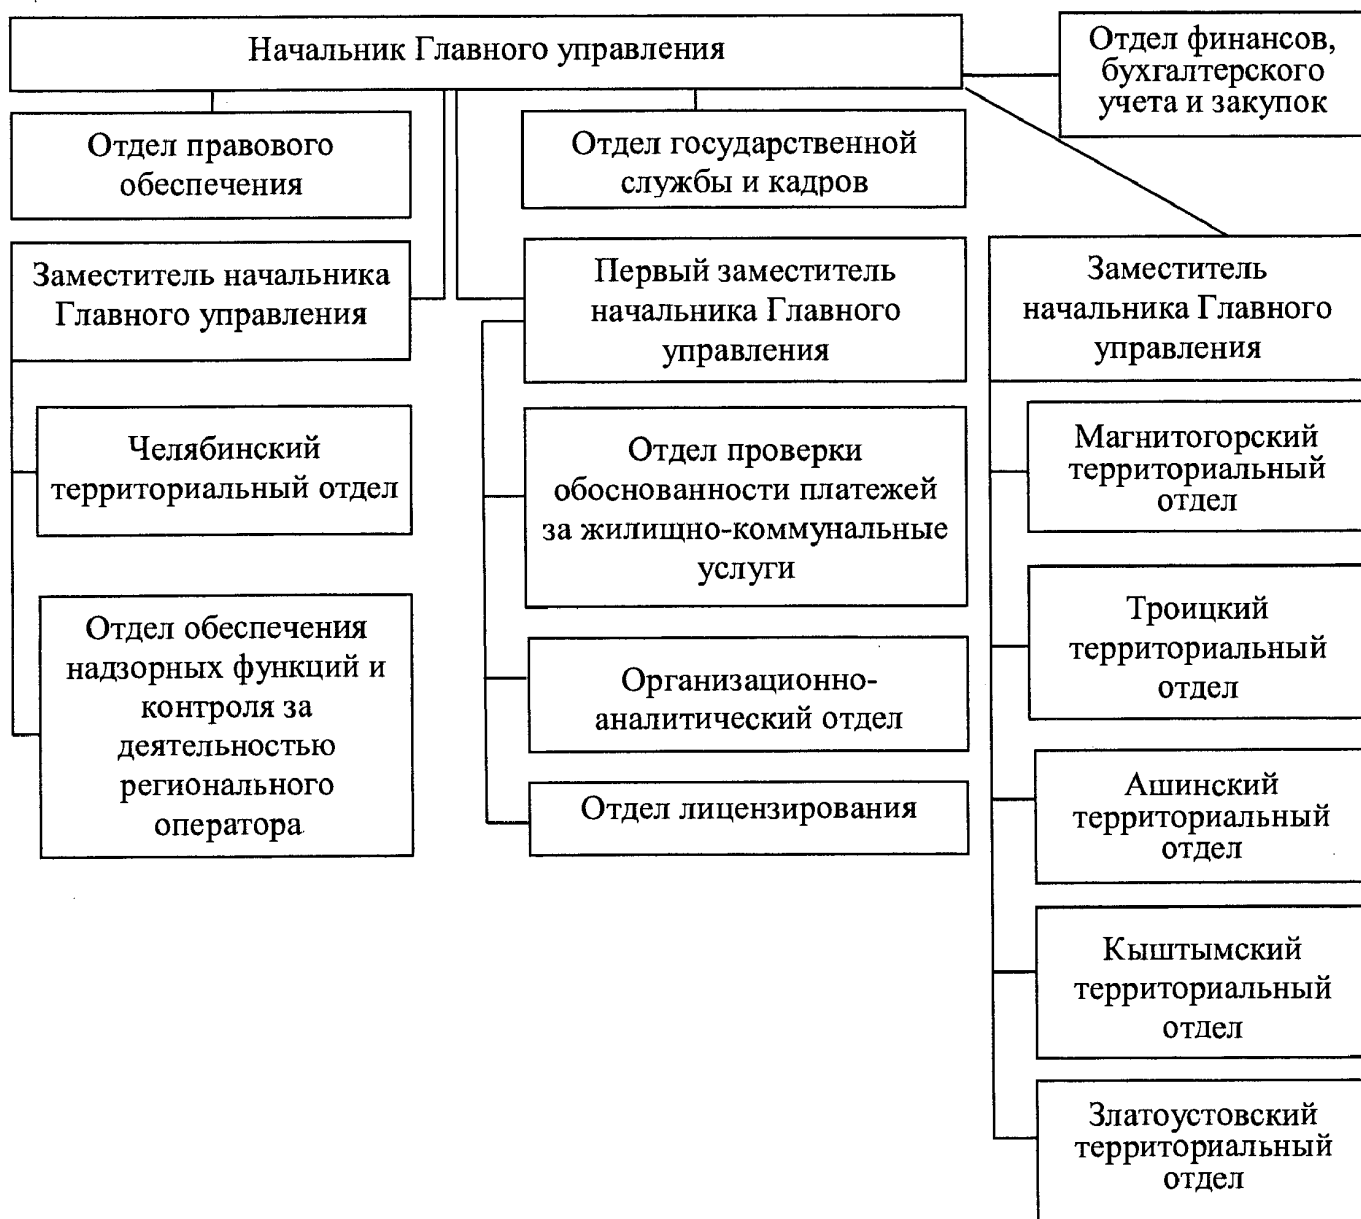 Начальник Главного управления
Отдел финансов,
бухгалтерского
учета и закупок
Отдел правового
обеспечения
Отдел государственной
службы и кадров
Заместитель начальника
Главного управления
Первый заместитель
начальника Главного
управления
Заместитель
начальника Главного
управления
Челябинский
территориальный отдел
Отдел обеспечения
надзорных функций и
контроля за
деятельностью
регионального
оператора
Отдел проверки
обоснованности платежей
за жилищно-коммунальные
услуги
Организационно-
аналитический отдел
Отдел лицензирования
Магнитогорский
территориальный
отдел
Троицкий
территориальный
отдел
Ашинский
территориальный
отдел
Кыштымский
территориальный
отдел
Златоустовский
территориальный
отдел